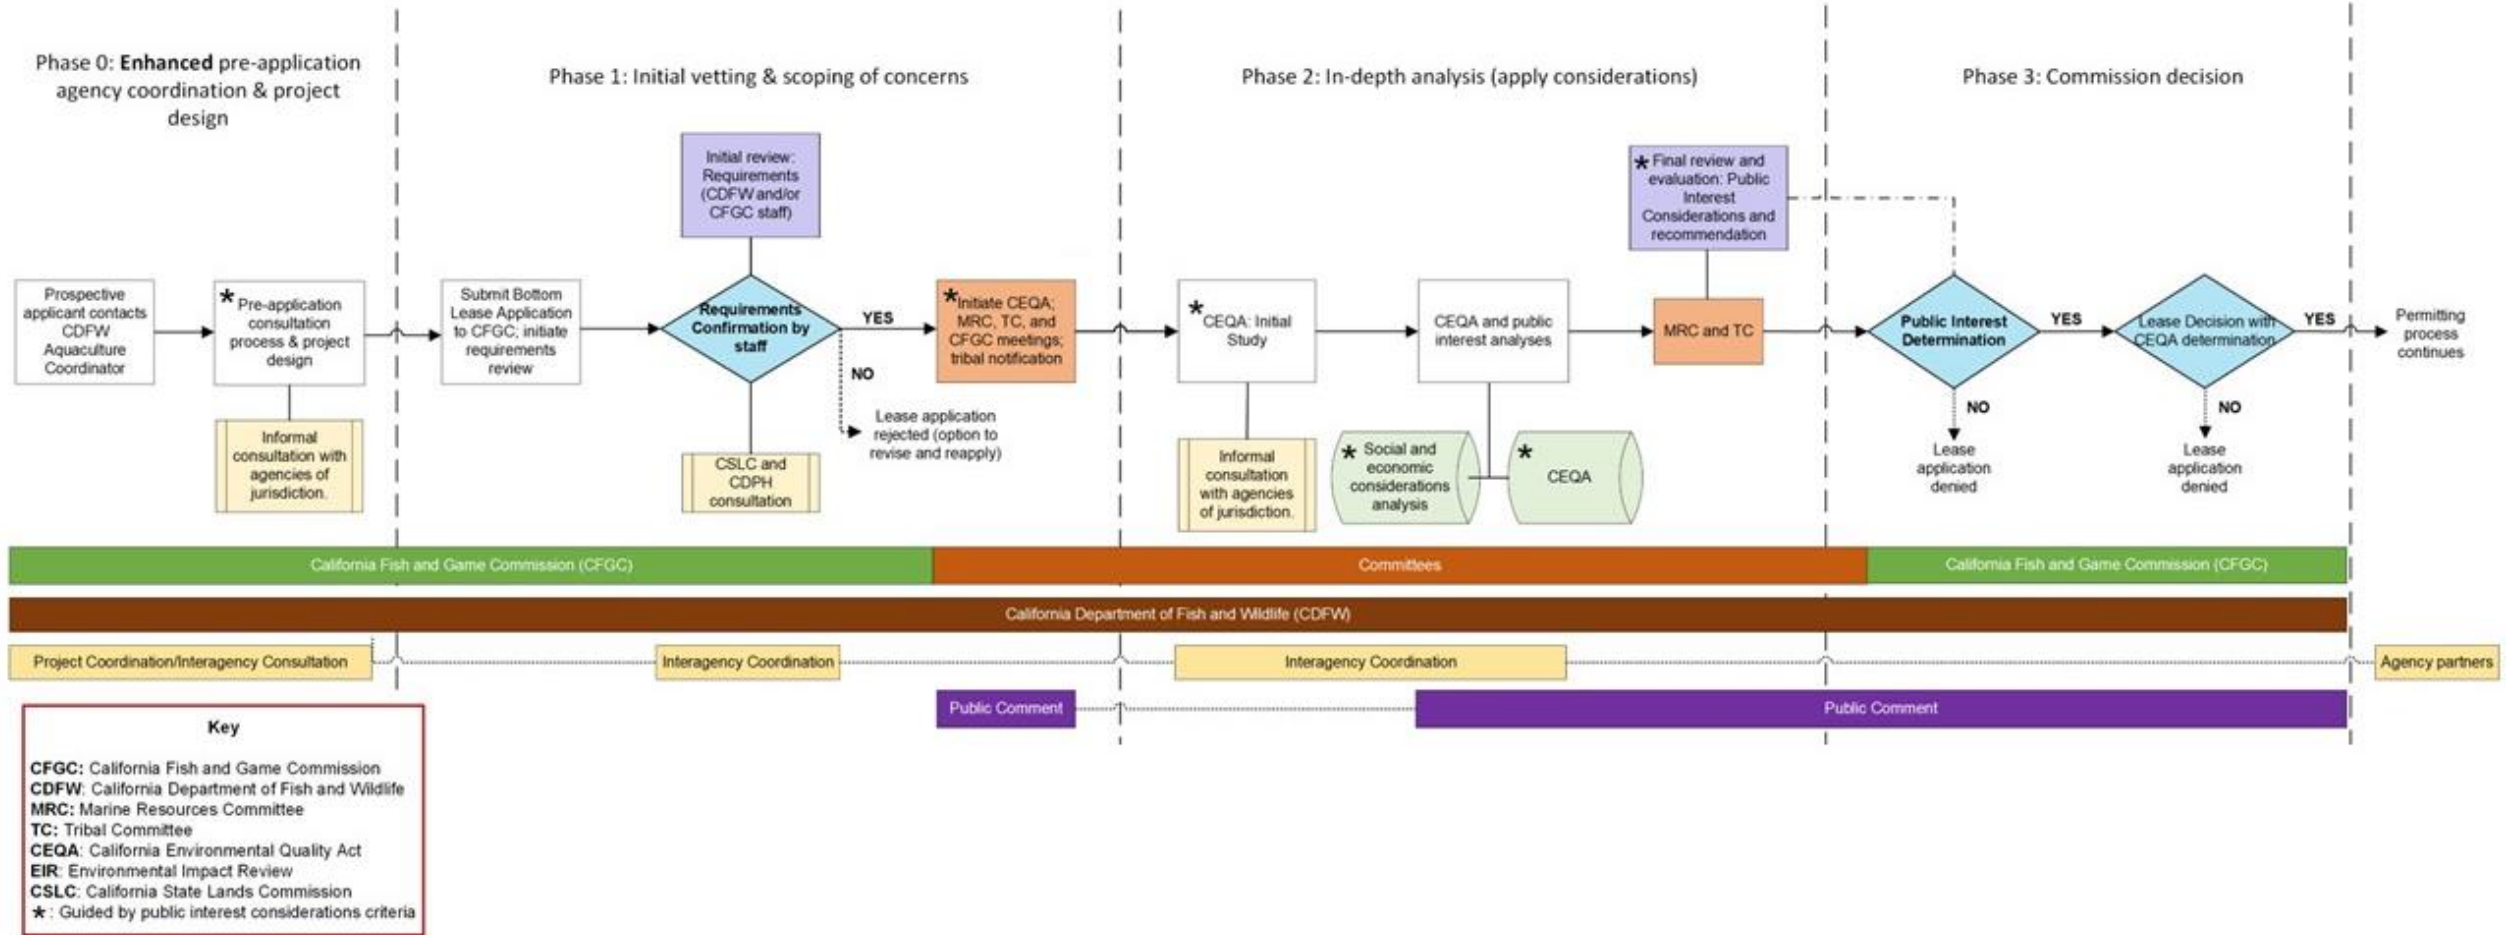 Phase 0: Enhanced pre-application
agency coordination & project
design
Phase 1: Initial vetting & scoping of concerns
Phase 2: In-depth analysis (apply considerations)
Phase 3: Commission decision
Prospective
applicant contacts
CDFW
Aquaculture
Coordinator
* Pre-application
consultation
process & project
design
Informal
consultation with
agencies of
jurisdiction.
Submit Bottom
Lease Application
to CFGC; initiate
requirements
review
Initial review:
Requirements
(CDFW and/or
CFGC staff)
Requirements
Confirmation by
staff
CSLC and
CDPH
consultation
YES
NO
Lease application
rejected (option to
revise and reapply)
* Initiate CEQA;
MRC, TC, and
CFGC meetings;
tribal notification
* CEQA: Initial
Study
Informal
consultation
with agencies
of jurisdiction.
CEQA and public
interest analyses
* Social and
economic
considerations
analysis
*
CEQA
* Final review and
evaluation: Public
Interest
Considerations and
recommendation
MRC and TC
Public Interest
Determination
YES
NO
Lease
application
denied
Lease Decision with
CEQA determination
YES
NO
Lease
application
denied
Permitting
process
continues
California Fish and Game Commission (CFGC)
Committees
California Fish and Game Commission (CFGC)
California Department of Fish and Wildlife (CDFW)
Project Coordination/Interagency Consultation
Interagency Coordination
Interagency Coordination
Agency partners
Public Comment
Public Comment
Key
CFGC: California Fish and Game Commission
CDFW: California Department of Fish and Wildlife
MRC: Marine Resources Committee
TC: Tribal Committee
CEQA: California Environmental Quality Act
EIR: Environmental Impact Review
CSLC: California State Lands Commission
* : Guided by public interest considerations criteria